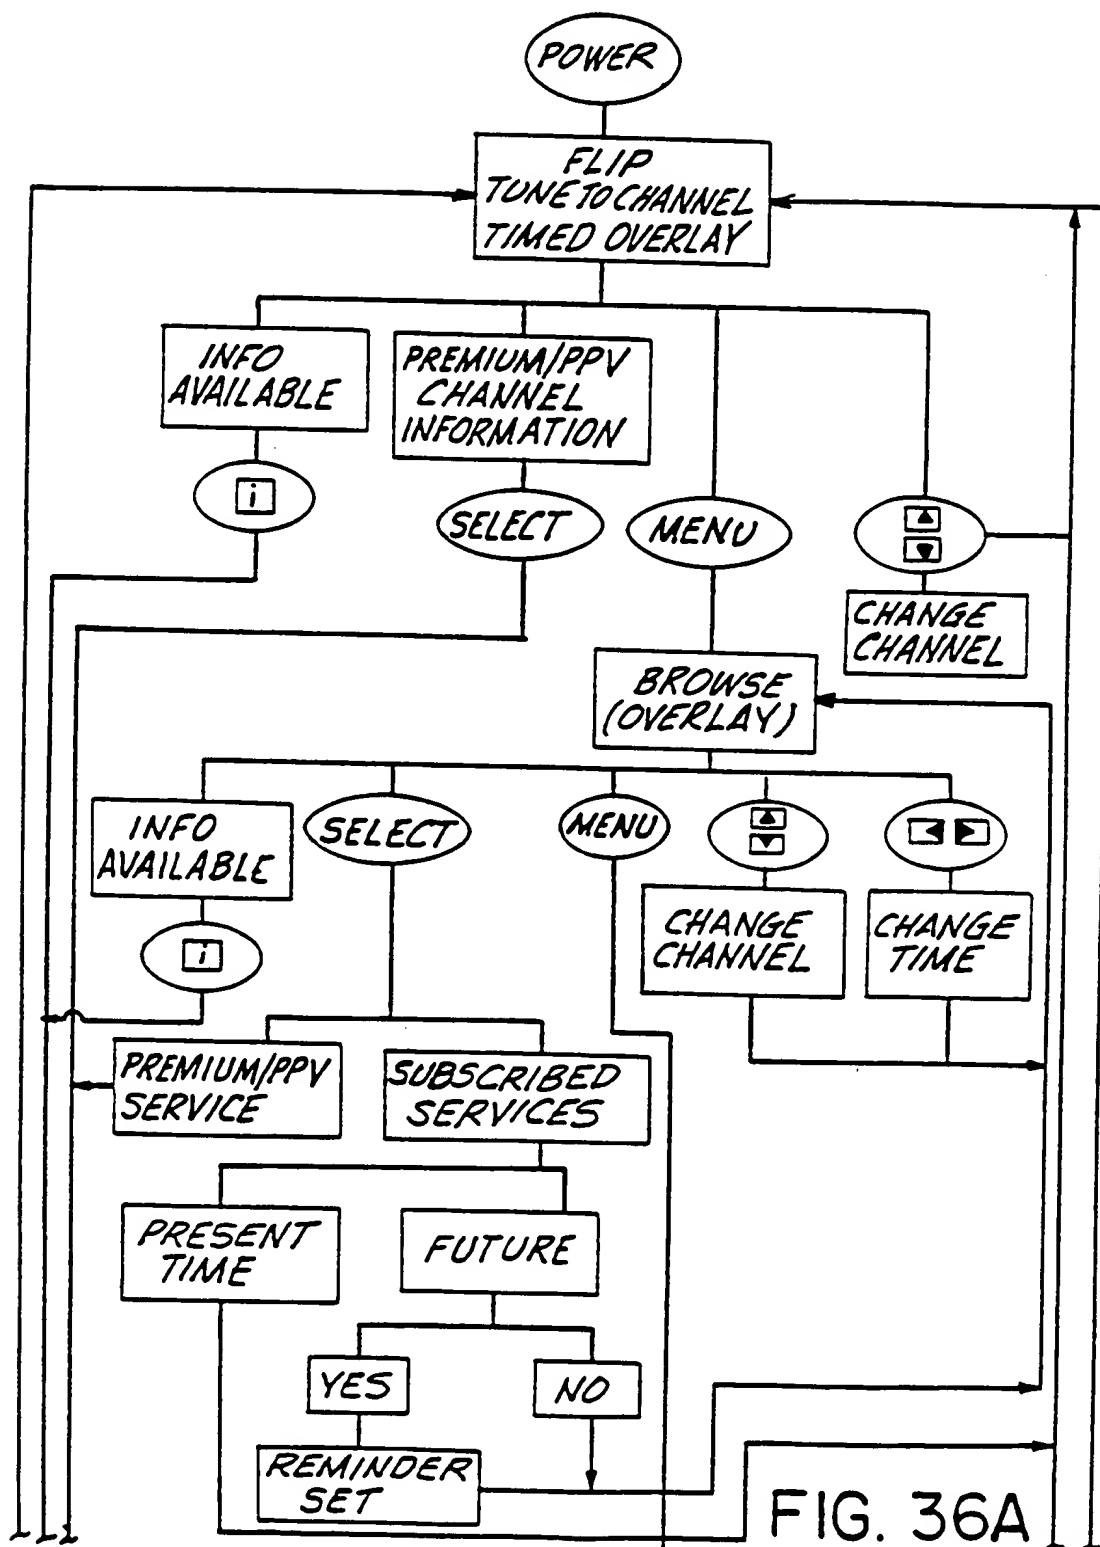 POWER
FLIP
TUNE TO CHANNEL
TIMED OVERLAY
INFO
AVAILABLE
PREMIUM/PPV
CHANNEL
INFORMATION
i
SELECT
MENU
CHANGE
CHANNEL
BROWSE
(OVERLAY)
INFO
AVAILABLE
SELECT
MENU
i
CHANGE
CHANNEL
CHANGE
TIME
PREMIUM/PPV
SERVICE
SUBSCRIBED
SERVICES
PRESENT
TIME
FUTURE
YES
NO
REMINDER
SET
FIG. 36A